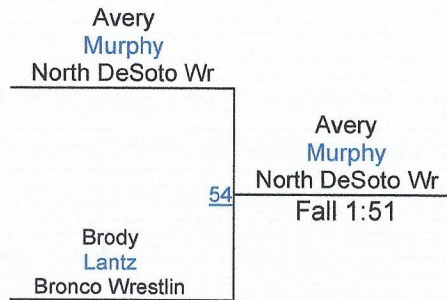 Avery
Murphy
North DeSoto Wr
Avery
Murphy
North DeSoto Wr
54
Fall 1:51
Brody
Lantz
Bronco Wrestlin